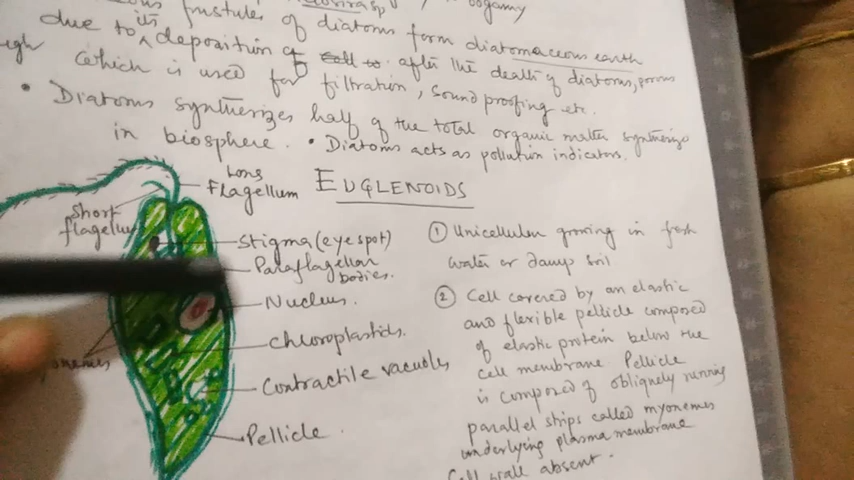 frustules of diatoms form diatomaceous earth
due to its deposition of after the death of diatoms, porous
(which is used for filtration, sound proofing etc.
• Diatoms synthesizes half of the total organic matter synthesize
in biosphere. • Diatoms acts as pollution indicators.
Long
Flagellum
EUGLENOIDS
Short
flagellum
Stigma (eye spot)
Paraflagellar
bodies.
Nucleus.
Chloroplastids.
Contractile vacuoles
Pellicle.
① Unicellular growing in fresh
water or damp soil
② Cell covered by an elastic
and flexible pellicle composed
of elastic protein below the
cell membrane. Pellicle
is composed of obliquely running
parallel strips called myonemes
underlying plasma membrane
Cell wall absent.